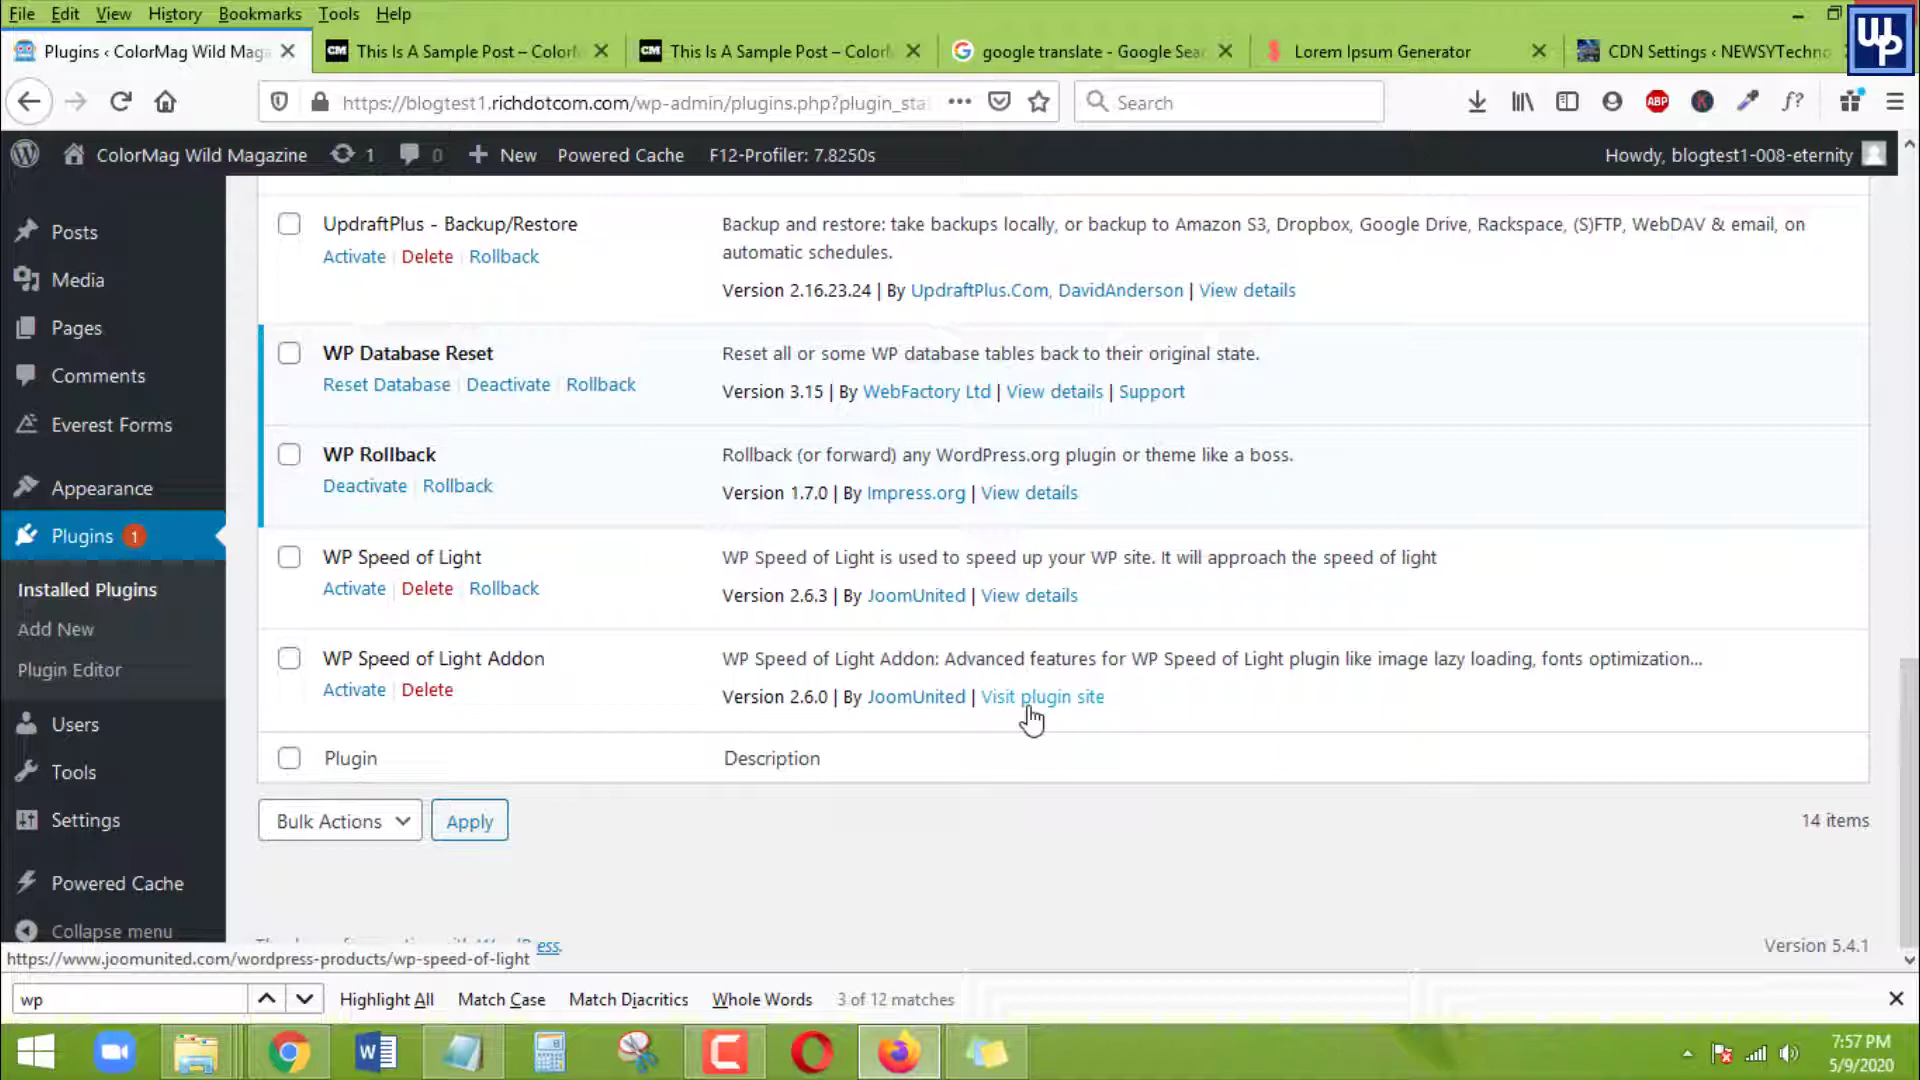 File Edit View History Bookmarks Tools Help
Plugins ‹ ColorMag Wild Mag
CM This Is A Sample Post – Color
CM This Is A Sample Post – Color
google translate - Google Sea
Lorem Ipsum Generator
CDN Settings ‹ NEWSYTechno
WP
https://blogtest1.richdotcom.com/wp-admin/plugins.php?plugin_sta
Search
ABP K f?
ColorMag Wild Magazine 1 0 New Powered Cache F12-Profiler: 7.8250s Howdy, blogtest1-008-eternity
Posts
Media
Pages
Comments
Everest Forms
Appearance
Plugins 1
Installed Plugins
Add New
Plugin Editor
Users
Tools
Settings
Powered Cache
Collapse menu
UpdraftPlus - Backup/Restore
Activate | Delete | Rollback
Backup and restore: take backups locally, or backup to Amazon S3, Dropbox, Google Drive, Rackspace, (S)FTP, WebDAV & email, on
automatic schedules.
Version 2.16.23.24 | By UpdraftPlus.Com, DavidAnderson | View details
WP Database Reset
Reset Database | Deactivate | Rollback
Reset all or some WP database tables back to their original state.
Version 3.15 | By WebFactory Ltd | View details | Support
WP Rollback
Deactivate | Rollback
Rollback (or forward) any WordPress.org plugin or theme like a boss.
Version 1.7.0 | By Impress.org | View details
WP Speed of Light
Activate | Delete | Rollback
WP Speed of Light is used to speed up your WP site. It will approach the speed of light
Version 2.6.3 | By JoomUnited | View details
WP Speed of Light Addon
Activate | Delete
WP Speed of Light Addon: Advanced features for WP Speed of Light plugin like image lazy loading, fonts optimization...
Version 2.6.0 | By JoomUnited | Visit plugin site
Plugin Description
Bulk Actions Apply 14 items
ess.
Version 5.4.1
https://www.joomunited.com/wordpress-products/wp-speed-of-light
wp Highlight All Match Case Match Diacritics Whole Words 3 of 12 matches
7:57 PM
5/9/2020